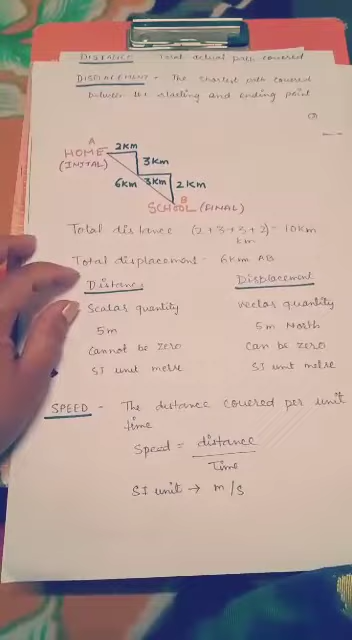 DISTANCE - Total actual path covered
DISPLACEMENT - The shortest path covered
between the starting and ending point
or
A
2km
HOME
(INITAL)
3km
6km
3km
2km
B
SCHOOL (FINAL)
Total distance (2+3+3+2) = 10km
km
Total displacement - 6km AB
Distance
Displacement
Scalar quantity
vector quantity
5m
5m North
cannot be zero
Can be zero
SI unit metre
SI unit metre
SPEED - The distance covered per unit
time
Speed = distance
Time
SI unit → m/s